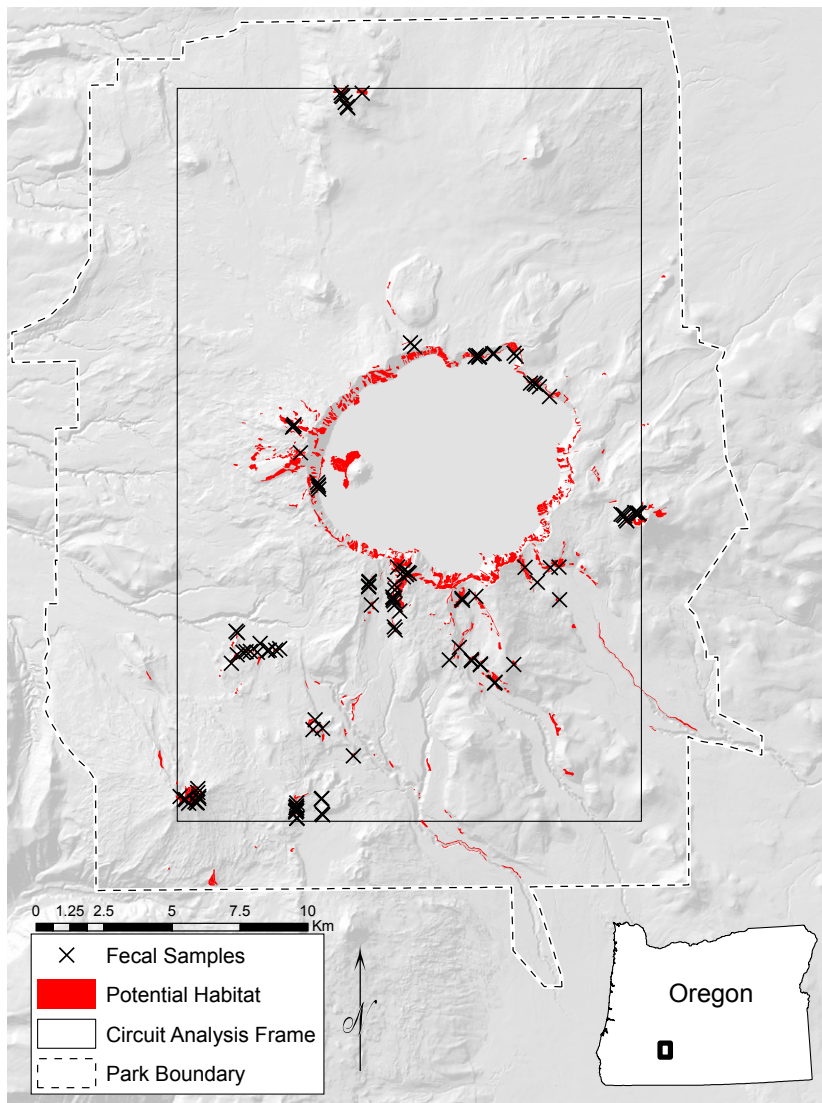 0 1.25 2.5 5 7.5 10
Km
Fecal Samples
Potential Habitat
Circuit Analysis Frame
Park Boundary
N
Oregon